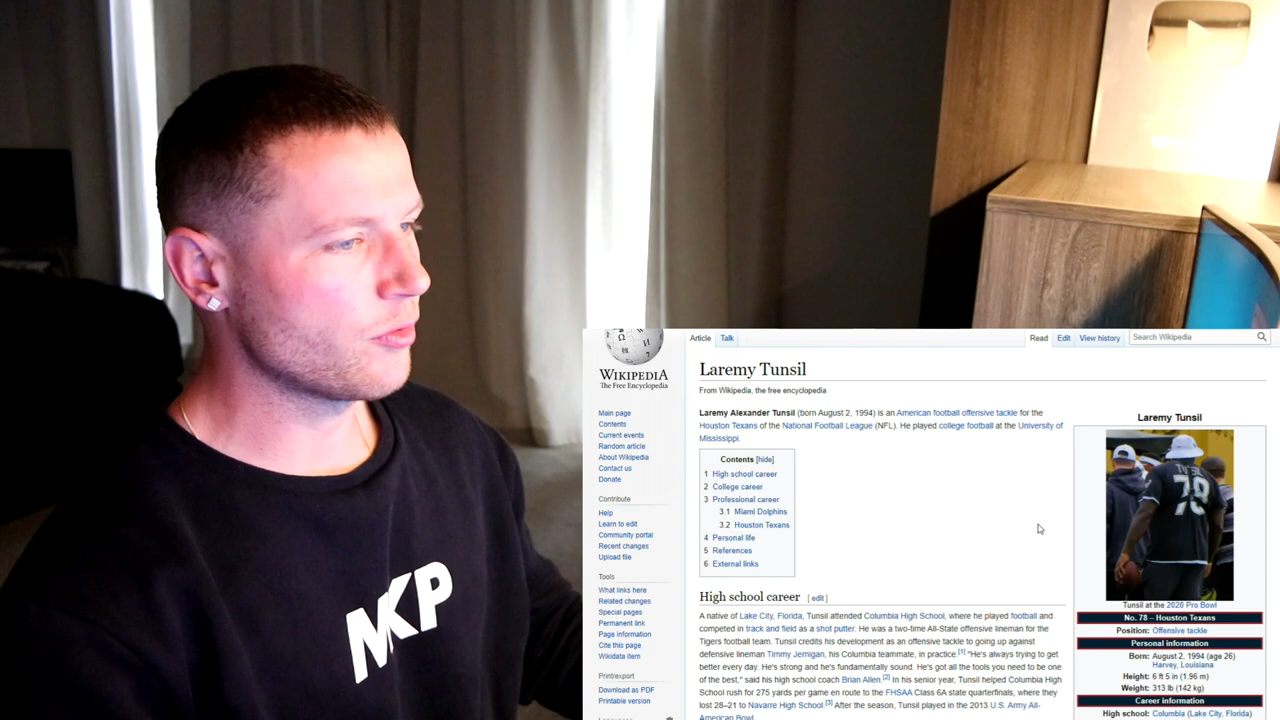 MKP
Article Talk Read Edit View history Search Wikipedia
WIKIPEDIA
The Free Encyclopedia
Main page
Contents
Current events
Random article
About Wikipedia
Contact us
Donate
Contribute
Help
Learn to edit
Community portal
Recent changes
Upload file
Tools
What links here
Related changes
Special pages
Permanent link
Page information
Cite this page
Wikidata item
Print/export
Download as PDF
Printable version
Laremy Tunsil
From Wikipedia, the free encyclopedia
Laremy Alexander Tunsil (born August 2, 1994) is an American football offensive tackle for the
Houston Texans of the National Football League (NFL). He played college football at the University of
Mississippi.
Contents [hide]
1 High school career
2 College career
3 Professional career
3.1 Miami Dolphins
3.2 Houston Texans
4 Personal life
5 References
6 External links
High school career [ edit ]
A native of Lake City, Florida, Tunsil attended Columbia High School, where he played football and
competed in track and field as a shot putter. He was a two-time All-State offensive lineman for the
Tigers football team. Tunsil credits his development as an offensive tackle to going up against
defensive lineman Timmy Jernigan, his Columbia teammate, in practice.[1] "He's always trying to get
better every day. He's strong and he's fundamentally sound. He's got all the tools you need to be one
of the best," said his high school coach Brian Allen.[2] In his senior year, Tunsil helped Columbia High
School rush for 275 yards per game en route to the FHSAA Class 6A state quarterfinals, where they
lost 28–21 to Navarre High School.[3] After the season, Tunsil played in the 2013 U.S. Army All-
American Bowl
Laremy Tunsil
TUNSIL
78
Tunsil at the 2020 Pro Bowl
No. 78 – Houston Texans
Position: Offensive tackle
Personal information
Born: August 2, 1994 (age 26)
Harvey, Louisiana
Height: 6 ft 5 in (1.96 m)
Weight: 313 lb (142 kg)
Career information
High school: Columbia (Lake City, Florida)